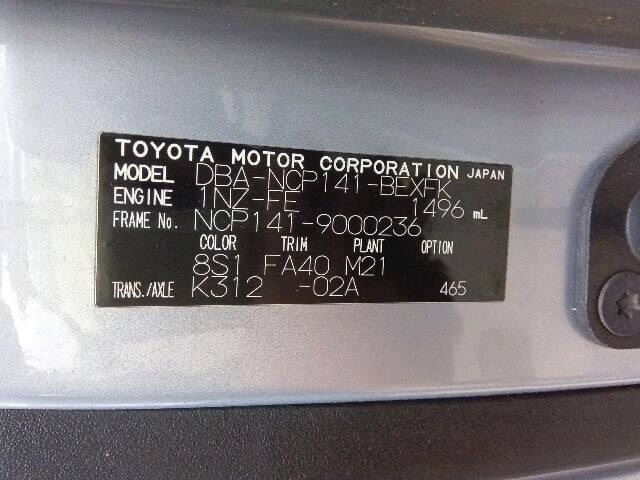 TOYOTA MOTOR CORPORATION JAPAN
MODEL DBA-NCP141-BEXFK
ENGINE 1NZ-FE 1496 mL
FRAME No. NCP141-9000236
COLOR TRIM PLANT OPTION
8S1 FA40 M21
TRANS./AXLE K312 -02A 465